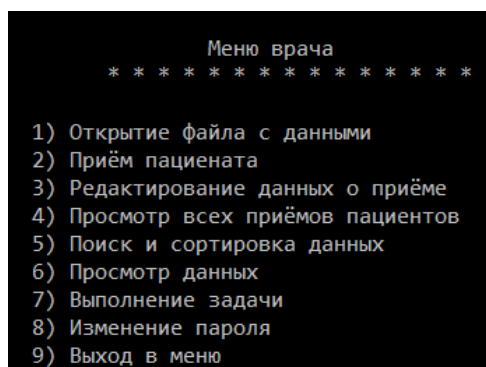 Меню врача
* * * * * * * * * * * * * * *
1) Открытие файла с данными
2) Приём пациената
3) Редактирование данных о приёме
4) Просмотр всех приёмов пациентов
5) Поиск и сортировка данных
6) Просмотр данных
7) Выполнение задачи
8) Изменение пароля
9) Выход в меню